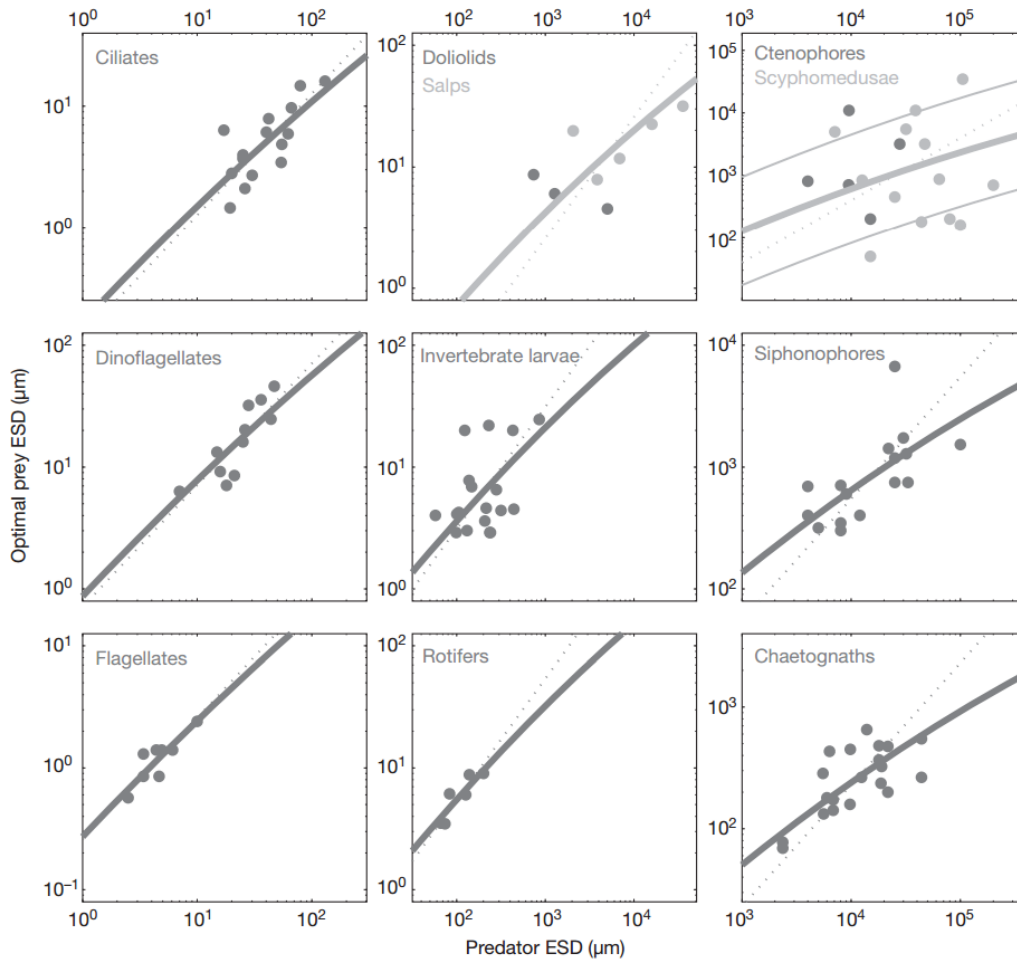 10⁰ 10¹ 10² 10² 10³ 10⁴ 10³ 10⁴ 10⁵
Ciliates
10¹
10⁰
Doliolids
Salps
10²
10¹
10⁰
Ctenophores
Scyphomedusae
10⁵
10⁴
10³
10²
Optimal prey ESD (µm)
Dinoflagellates
10²
10¹
10⁰
Invertebrate larvae
10²
10¹
10⁰
Siphonophores
10⁴
10³
10²
Flagellates
10¹
10⁰
10⁻¹
Rotifers
10²
10¹
10⁰
Chaetognaths
10³
10²
10⁰ 10¹ 10² 10² 10³ 10⁴ 10³ 10⁴ 10⁵
Predator ESD (µm)